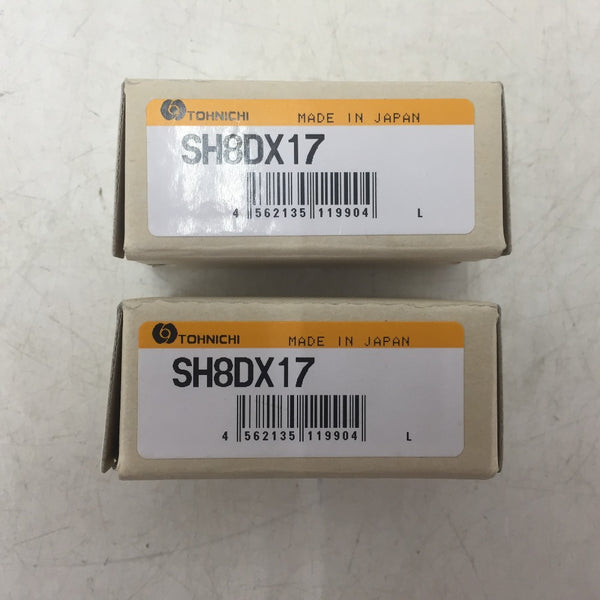 TOHNICHI MADE IN JAPAN
SH8DX17
4 562135 119904 L
TOHNICHI MADE IN JAPAN
SH8DX17
4 562135 119904 L